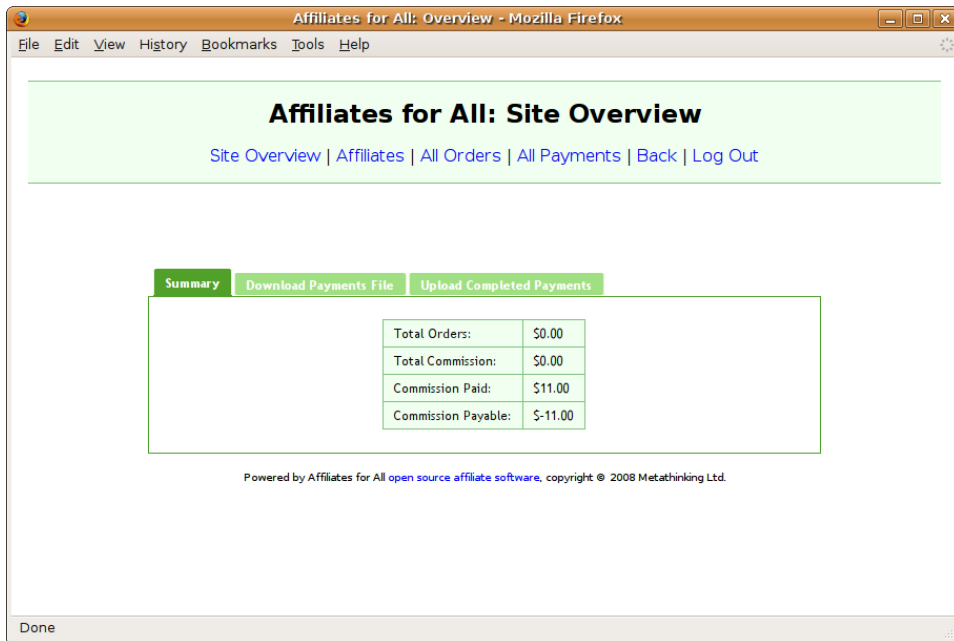 Affiliates for All: Overview - Mozilla Firefox
File Edit View History Bookmarks Tools Help
Affiliates for All: Site Overview
Site Overview | Affiliates | All Orders | All Payments | Back | Log Out
Summary Download Payments File Upload Completed Payments
Total Orders: $0.00
Total Commission: $0.00
Commission Paid: $11.00
Commission Payable: $-11.00
Powered by Affiliates for All open source affiliate software, copyright © 2008 Metathinking Ltd.
Done